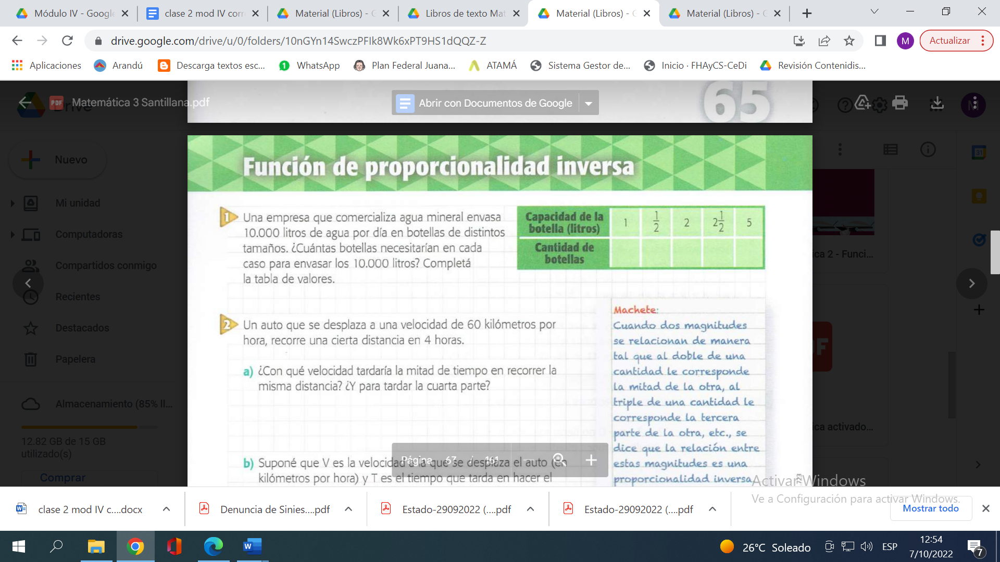 Módulo IV - Google
clase 2 mod IV corr
Material (Libros) - G
Libros de texto Mat
Material (Libros) - G
Material (Libros) - G
drive.google.com/drive/u/0/folders/10nGYn14SwczPFIk8Wk6xPT9HS1dQQZ-Z
M
Actualizar
Aplicaciones
Arandú
Descarga textos esc...
WhatsApp
Plan Federal Juana...
ATAMÁ
Sistema Gestor de...
Inicio · FHAyCS-CeDi
Revisión Contenidis...
PDF
Matemática 3 Santillana.pdf
Drive
Abrir con Documentos de Google
65
M
Nuevo
Mi unidad
Computadoras
Compartidos conmigo
Recientes
Destacados
Papelera
Almacenamiento (85% ll...
12.82 GB de 15 GB
utilizado(s)
Comprar
Función de proporcionalidad inversa
1 Una empresa que comercializa agua mineral envasa
10.000 litros de agua por día en botellas de distintos
tamaños. ¿Cuántas botellas necesitarían en cada
caso para envasar los 10.000 litros? Completá
la tabla de valores.
Capacidad de la
botella (litros)
1 1/2 2 2 1/2 5
Cantidad de
botellas
2 Un auto que se desplaza a una velocidad de 60 kilómetros por
hora, recorre una cierta distancia en 4 horas.
a) ¿Con qué velocidad tardaría la mitad de tiempo en recorrer la
misma distancia? ¿Y para tardar la cuarta parte?
b) Suponé que V es la velocidad a la que se desplaza el auto (en
kilómetros por hora) y T es el tiempo que tarda en hacer el
Machete:
Cuando dos magnitudes
se relacionan de manera
tal que al doble de una
cantidad le corresponde
la mitad de la otra, al
triple de una cantidad le
corresponde la tercera
parte de la otra, etc., se
dice que la relación entre
estas magnitudes es una
proporcionalidad inversa.
Página 67 / 161
31
ica 2 - Funci...
DF
ica activado...
Activar Windows
Ve a Configuración para activar Windows.
clase 2 mod IV c....docx
Denuncia de Sinies....pdf
Estado-29092022 (....pdf
Estado-29092022 (....pdf
Mostrar todo
26°C Soleado
ESP
12:54
7/10/2022
7